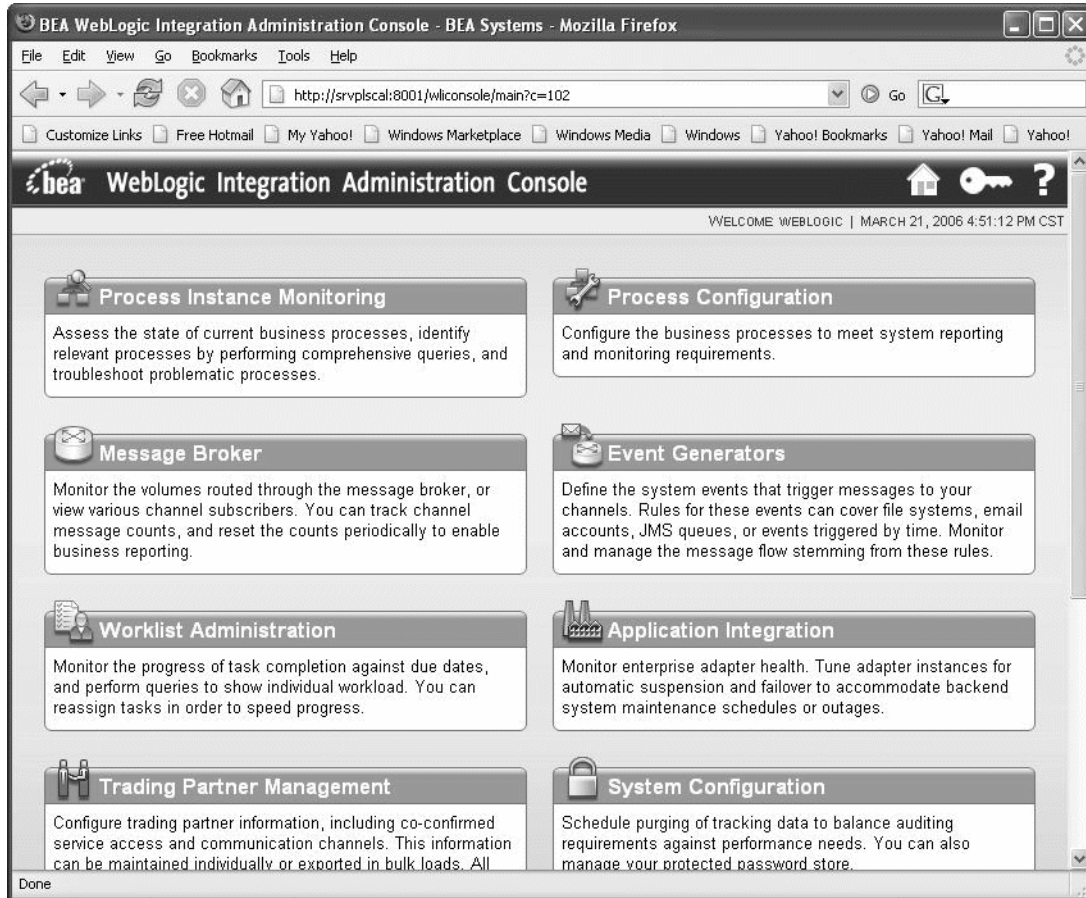 BEA WebLogic Integration Administration Console - BEA Systems - Mozilla Firefox
File Edit View Go Bookmarks Tools Help
http://srvplscal:8001/wliconsole/main?c=102 Go G
Customize Links Free Hotmail My Yahoo! Windows Marketplace Windows Media Windows Yahoo! Bookmarks Yahoo! Mail Yahoo!
bea WebLogic Integration Administration Console ?
WELCOME WEBLOGIC | MARCH 21, 2006 4:51:12 PM CST
Process Instance Monitoring
Assess the state of current business processes, identify
relevant processes by performing comprehensive queries, and
troubleshoot problematic processes.
Process Configuration
Configure the business processes to meet system reporting
and monitoring requirements.
Message Broker
Monitor the volumes routed through the message broker, or
view various channel subscribers. You can track channel
message counts, and reset the counts periodically to enable
business reporting.
Event Generators
Define the system events that trigger messages to your
channels. Rules for these events can cover file systems, email
accounts, JMS queues, or events triggered by time. Monitor
and manage the message flow stemming from these rules.
Worklist Administration
Monitor the progress of task completion against due dates,
and perform queries to show individual workload. You can
reassign tasks in order to speed progress.
Application Integration
Monitor enterprise adapter health. Tune adapter instances for
automatic suspension and failover to accommodate backend
system maintenance schedules or outages.
Trading Partner Management
Configure trading partner information, including co-confirmed
service access and communication channels. This information
can be maintained individually or exported in bulk loads. All
System Configuration
Schedule purging of tracking data to balance auditing
requirements against performance needs. You can also
manage your protected password store.
Done